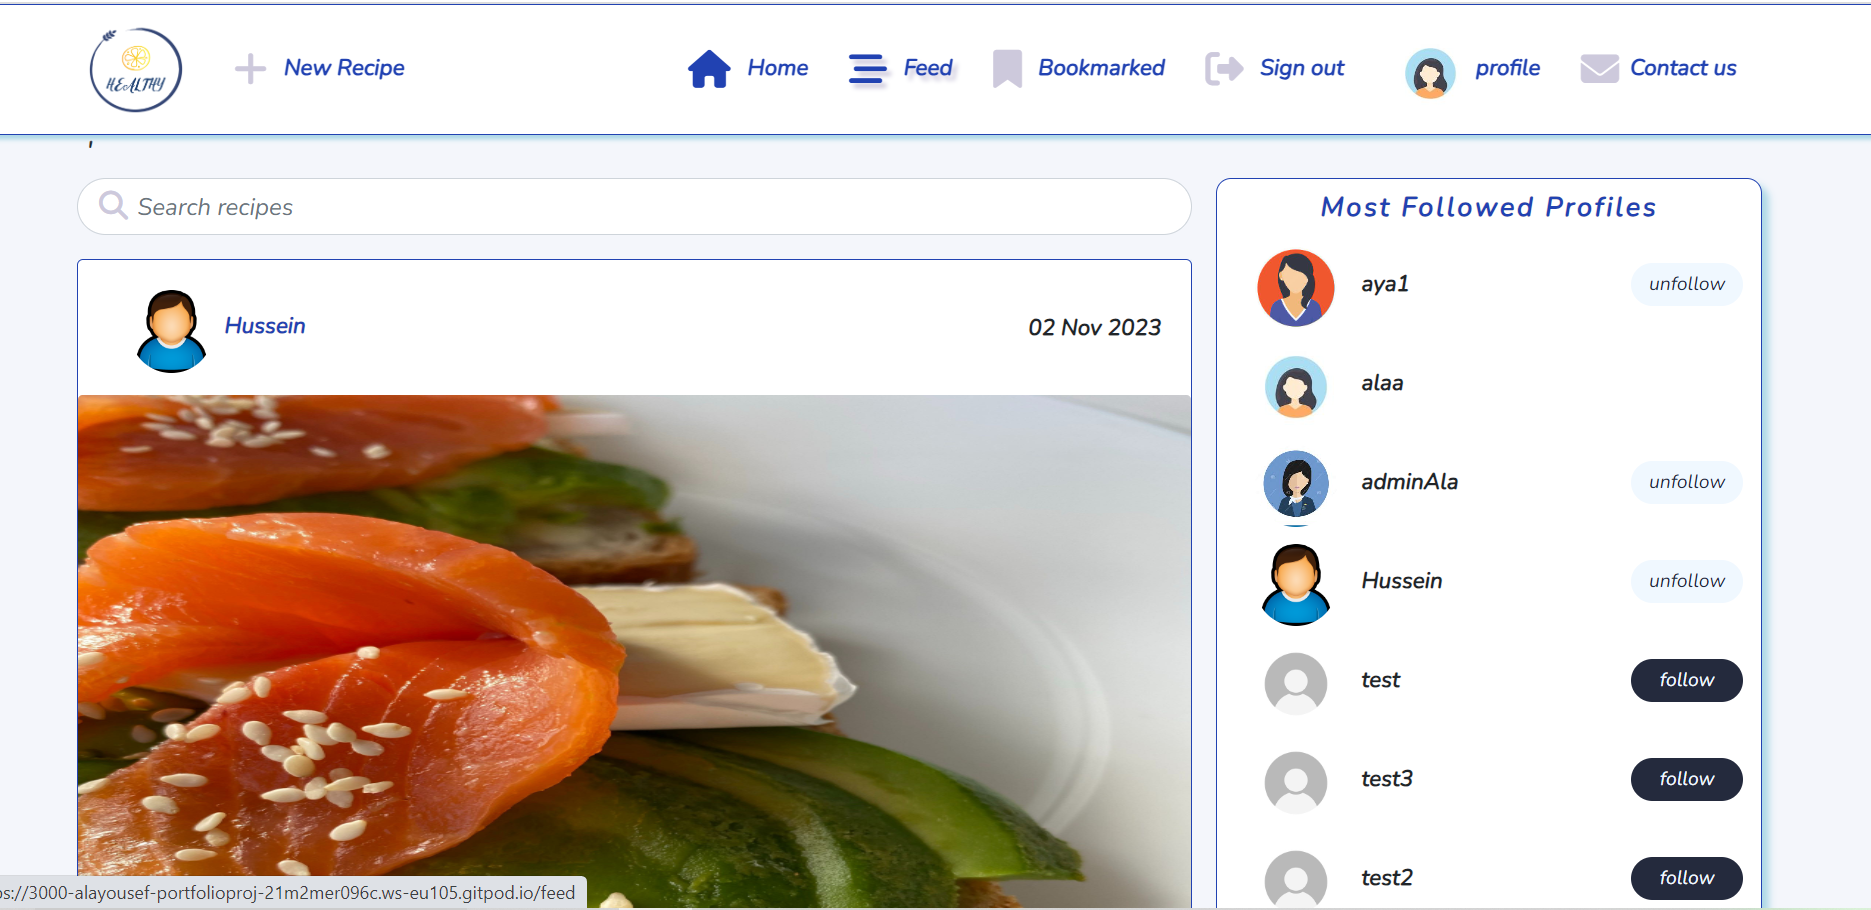 HEALTHY
New Recipe
Home
Feed
Bookmarked
Sign out
profile
Contact us
Search recipes
Hussein
02 Nov 2023
Most Followed Profiles
aya1
unfollow
alaa
adminAla
unfollow
Hussein
unfollow
test
follow
test3
follow
test2
follow
ps://3000-alayousef-portfolioproj-21m2mer096c.ws-eu105.gitpod.io/feed